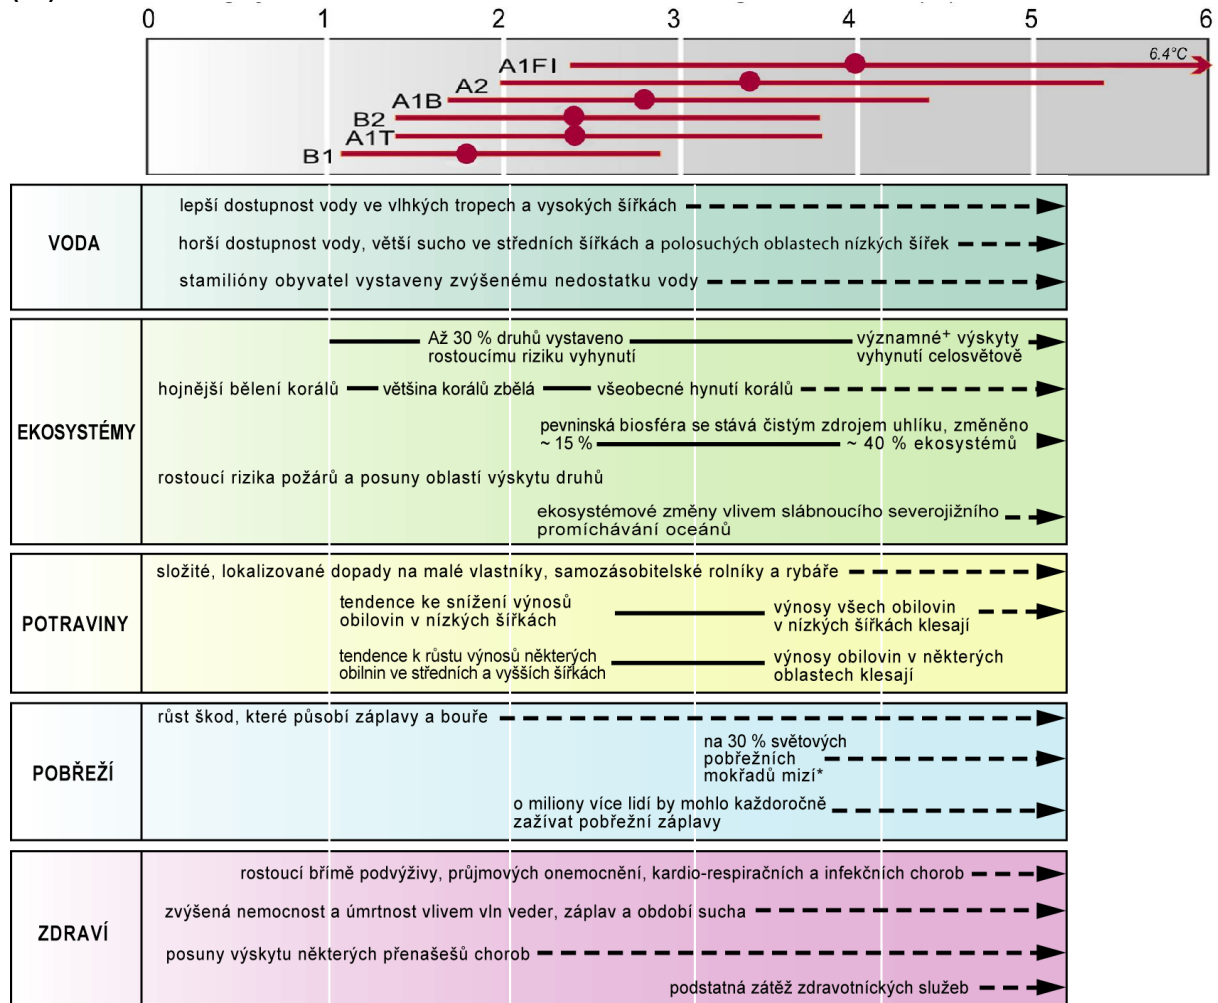 0 1 2 3 4 5 6
6.4°C
A1FI
A2
A1B
B2
A1T
B1
VODA
lepší dostupnost vody ve vlhkých tropech a vysokých šířkách
horší dostupnost vody, větší sucho ve středních šířkách a polosuchých oblastech nízkých šířek
stamilióny obyvatel vystaveny zvýšenému nedostatku vody
EKOSYSTÉMY
Až 30 % druhů vystaveno
rostoucímu riziku vyhynutí
významné+ výskyty
vyhynutí celosvětově
hojnější bělení korálů
většina korálů zbělá
všeobecné hynutí korálů
pevninská biosféra se stává čistým zdrojem uhlíku, změněno
~ 15 %
~ 40 % ekosystémů
rostoucí rizika požárů a posuny oblastí výskytu druhů
ekosystémové změny vlivem slábnoucího severojižního
promíchávání oceánů
POTRAVINY
složité, lokalizované dopady na malé vlastníky, samozásobitelské rolníky a rybáře
tendence ke snížení výnosů
obilovin v nízkých šířkách
výnosy všech obilovin
v nízkých šířkách klesají
tendence k růstu výnosů některých
obilnin ve středních a vyšších šířkách
výnosy obilovin v některých
oblastech klesají
POBŘEŽÍ
růst škod, které působí záplavy a bouře
na 30 % světových
pobřežních
mokřadů mizí*
o miliony více lidí by mohlo každoročně
zažívat pobřežní záplavy
ZDRAVÍ
rostoucí břímě podvýživy, průjmových onemocnění, kardio-respiračních a infekčních chorob
zvýšená nemocnost a úmrtnost vlivem vln veder, záplav a období sucha
posuny výskytu některých přenašešů chorob
podstatná zátěž zdravotnických služeb